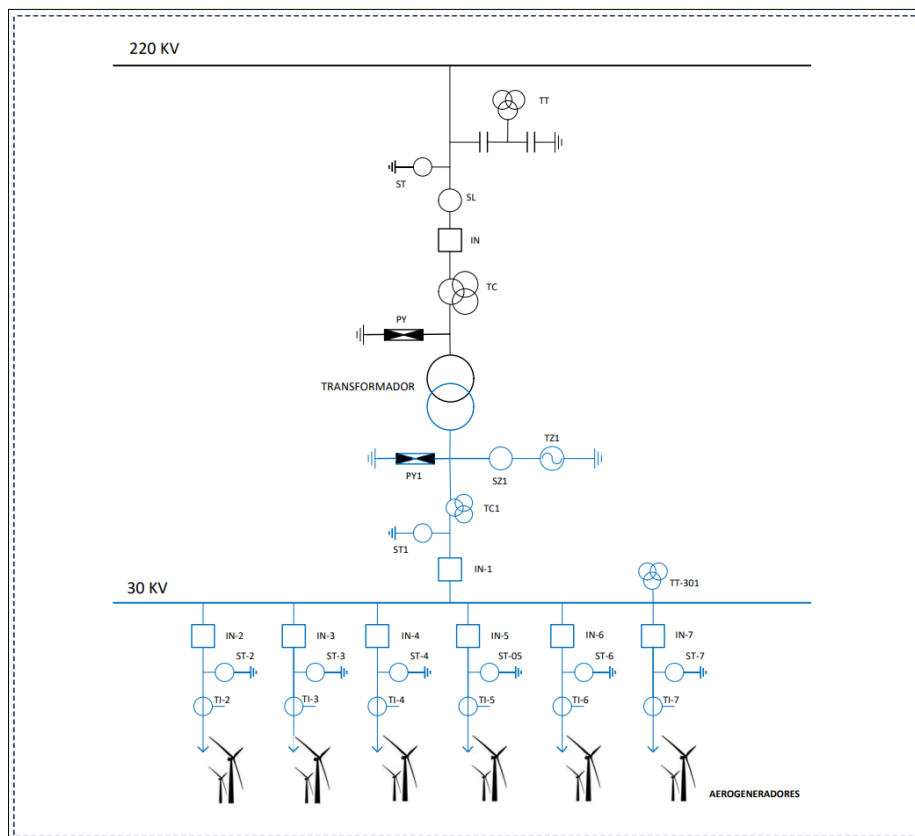 220 KV
TT
ST
SL
IN
TC
PY
TRANSFORMADOR
TZ1
SZ1
PY1
TC1
ST1
IN-1
TT-301
30 KV
IN-2 IN-3 IN-4 IN-5 IN-6 IN-7
ST-2 ST-3 ST-4 ST-05 ST-6 ST-7
TI-2 TI-3 TI-4 TI-5 TI-6 TI-7
AEROGENERADORES